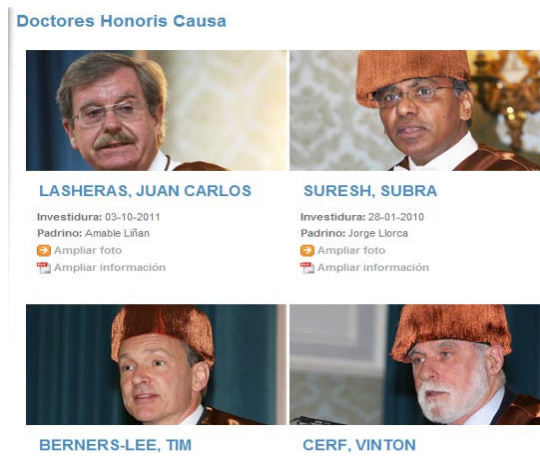 Doctores Honoris Causa
LASHERAS, JUAN CARLOS
Investidura: 03-10-2011
Padrino: Amable Liñan
Ampliar foto
Ampliar información
SURESH, SUBRA
Investidura: 28-01-2010
Padrino: Jorge Llorca
Ampliar foto
Ampliar información
BERNERS-LEE, TIM
CERF, VINTON